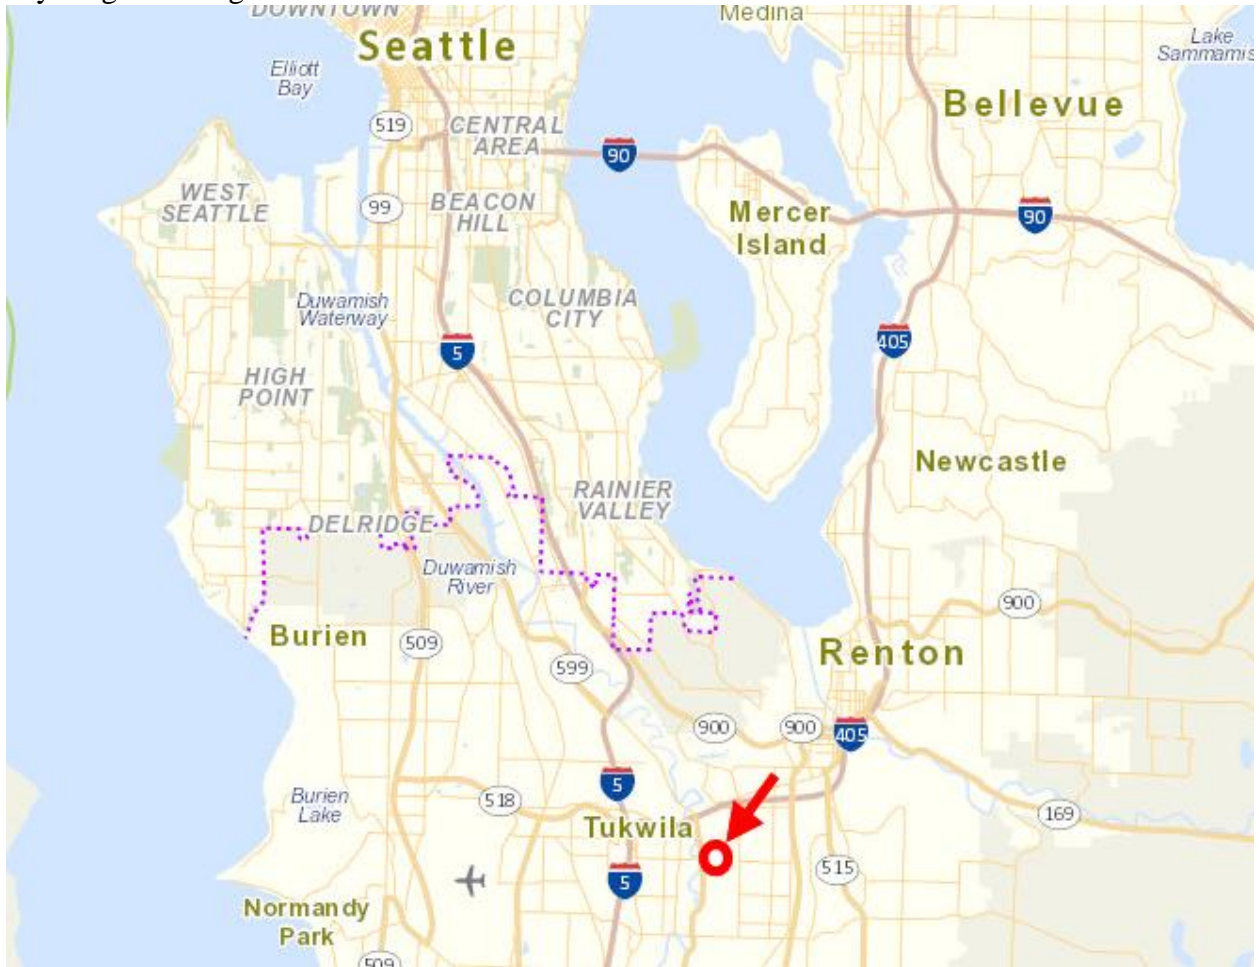 DOWNTOWN
Medina
Seattle
Lake
Sammamis
Elliott
Bay
Bellevue
519
CENTRAL
AREA
90
WEST
SEATTLE
99
BEACON
HILL
Mercer
Island
90
Duwamish
Waterway
COLUMBIA
CITY
5
405
HIGH
POINT
Newcastle
RAINIER
VALLEY
DELRIDGE
Duwamish
River
900
Burien
509
Renton
599
900
900
405
5
Burien
Lake
518
Tukwila
169
515
5
Normandy
Park
509